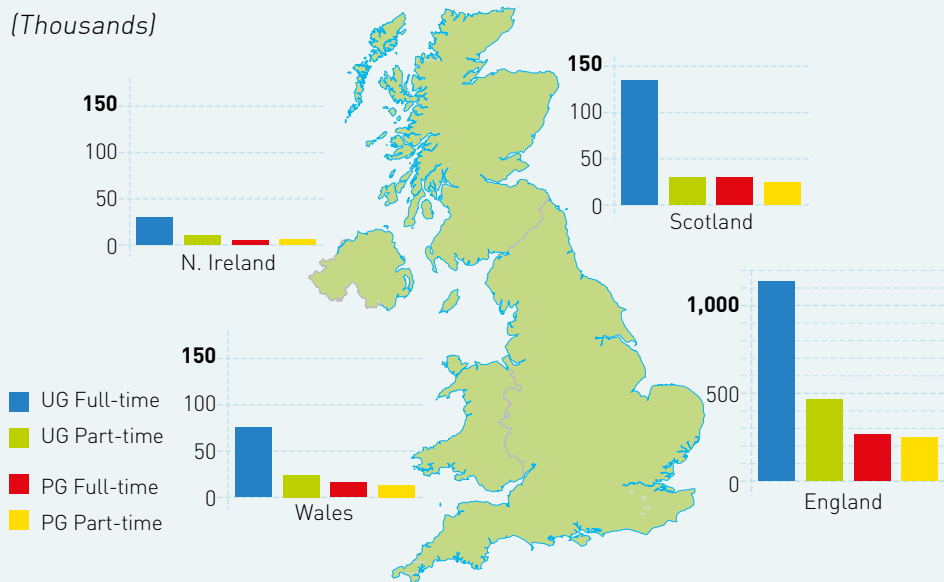 (Thousands)
150
100
50
0
N. Ireland
150
100
50
0
Scotland
150
100
50
0
Wales
1,000
500
0
England
UG Full-time
UG Part-time
PG Full-time
PG Part-time